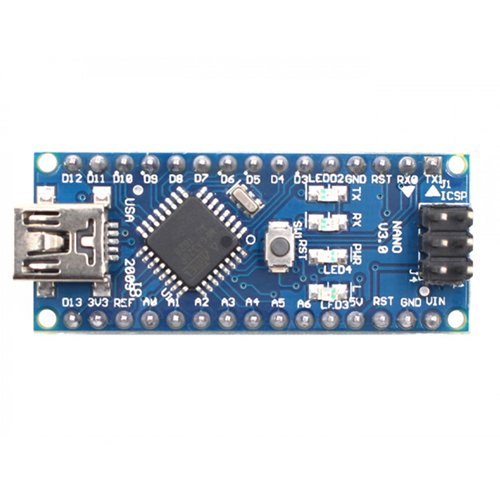 D12 D11 D10 D9 D8 D7 D6 D5 D4 D3 LED2 GND RST RX0 TX1
TX
J1
ICSP
RX
USA
SW1
RST
NANO
V3.0
PWR
LED4
2009
J4
L
D13 3V3 REF A0 A1 A2 A3 A4 A5 A6 LED3 5V RST GND VIN